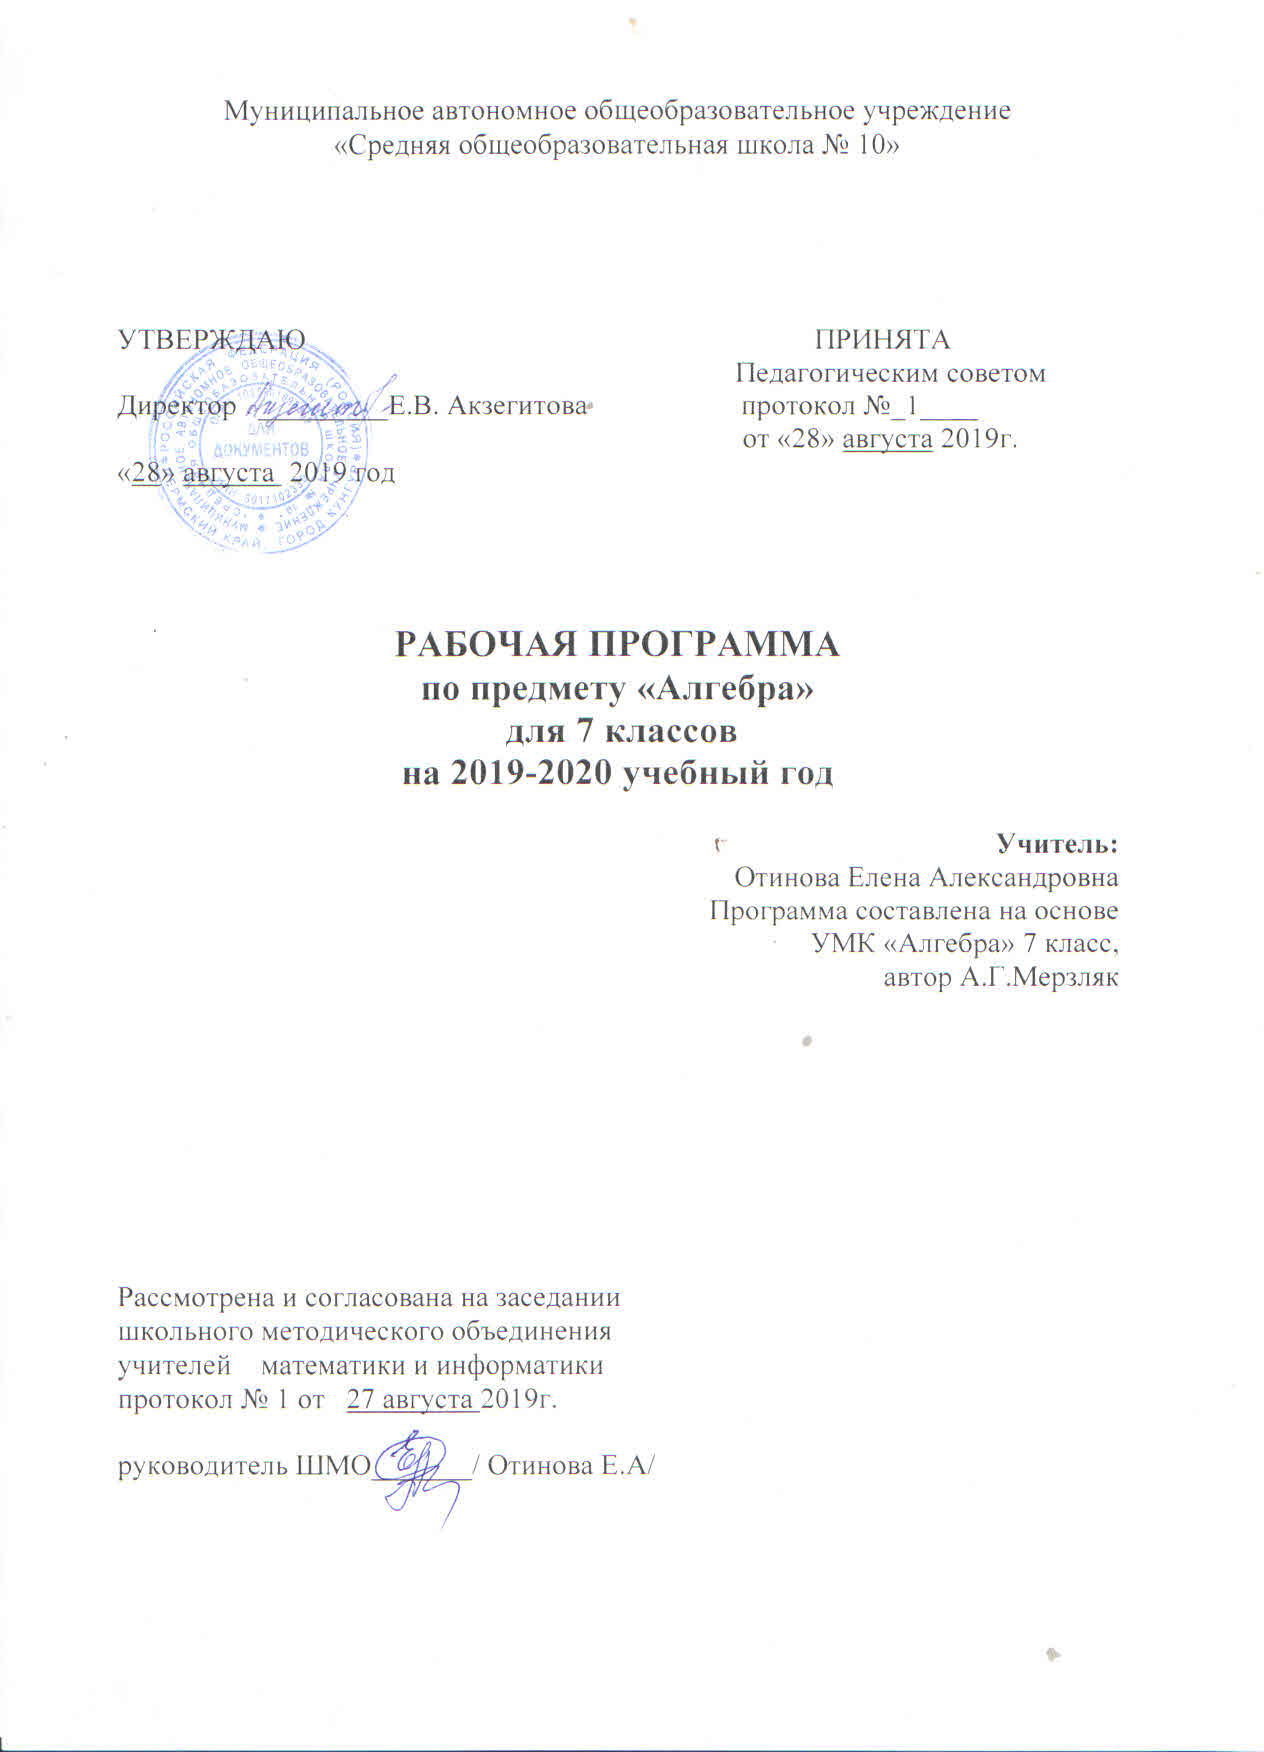 Муниципальное автономное общеобразовательное учреждение
«Средняя общеобразовательная школа № 10»
УТВЕРЖДАЮ
Директор _________Е.В. Акзегитова
«28» августа 2019 год
ПРИНЯТА
Педагогическим советом
протокол №_1____
от «28» августа 2019г.
ДЛЯ
ДОКУМЕНТОВ
РАБОЧАЯ ПРОГРАММА
по предмету «Алгебра»
для 7 классов
на 2019-2020 учебный год
Учитель:
Отинова Елена Александровна
Программа составлена на основе
УМК «Алгебра» 7 класс,
автор А.Г.Мерзляк
Рассмотрена и согласована на заседании
школьного методического объединения
учителей математики и информатики
протокол № 1 от 27 августа 2019г.
руководитель ШМО_______/ Отинова Е.А/